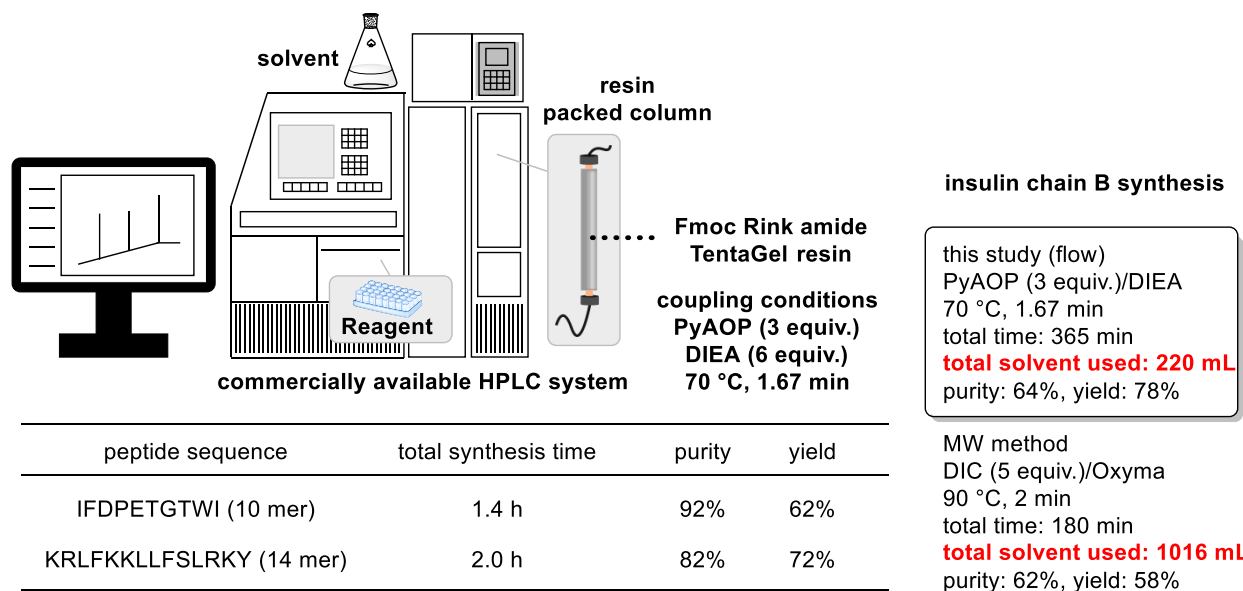 solvent
resin
packed column
Fmoc Rink amide
TentaGel resin
coupling conditions
PyAOP (3 equiv.)
DIEA (6 equiv.)
70 °C, 1.67 min
Reagent
commercially available HPLC system
peptide sequence total synthesis time purity yield
IFDPETGTWI (10 mer) 1.4 h 92% 62%
KRLFKKLLFSLRKY (14 mer) 2.0 h 82% 72%
insulin chain B synthesis
this study (flow)
PyAOP (3 equiv.)/DIEA
70 °C, 1.67 min
total time: 365 min
total solvent used: 220 mL
purity: 64%, yield: 78%
MW method
DIC (5 equiv.)/Oxyma
90 °C, 2 min
total time: 180 min
total solvent used: 1016 mL
purity: 62%, yield: 58%